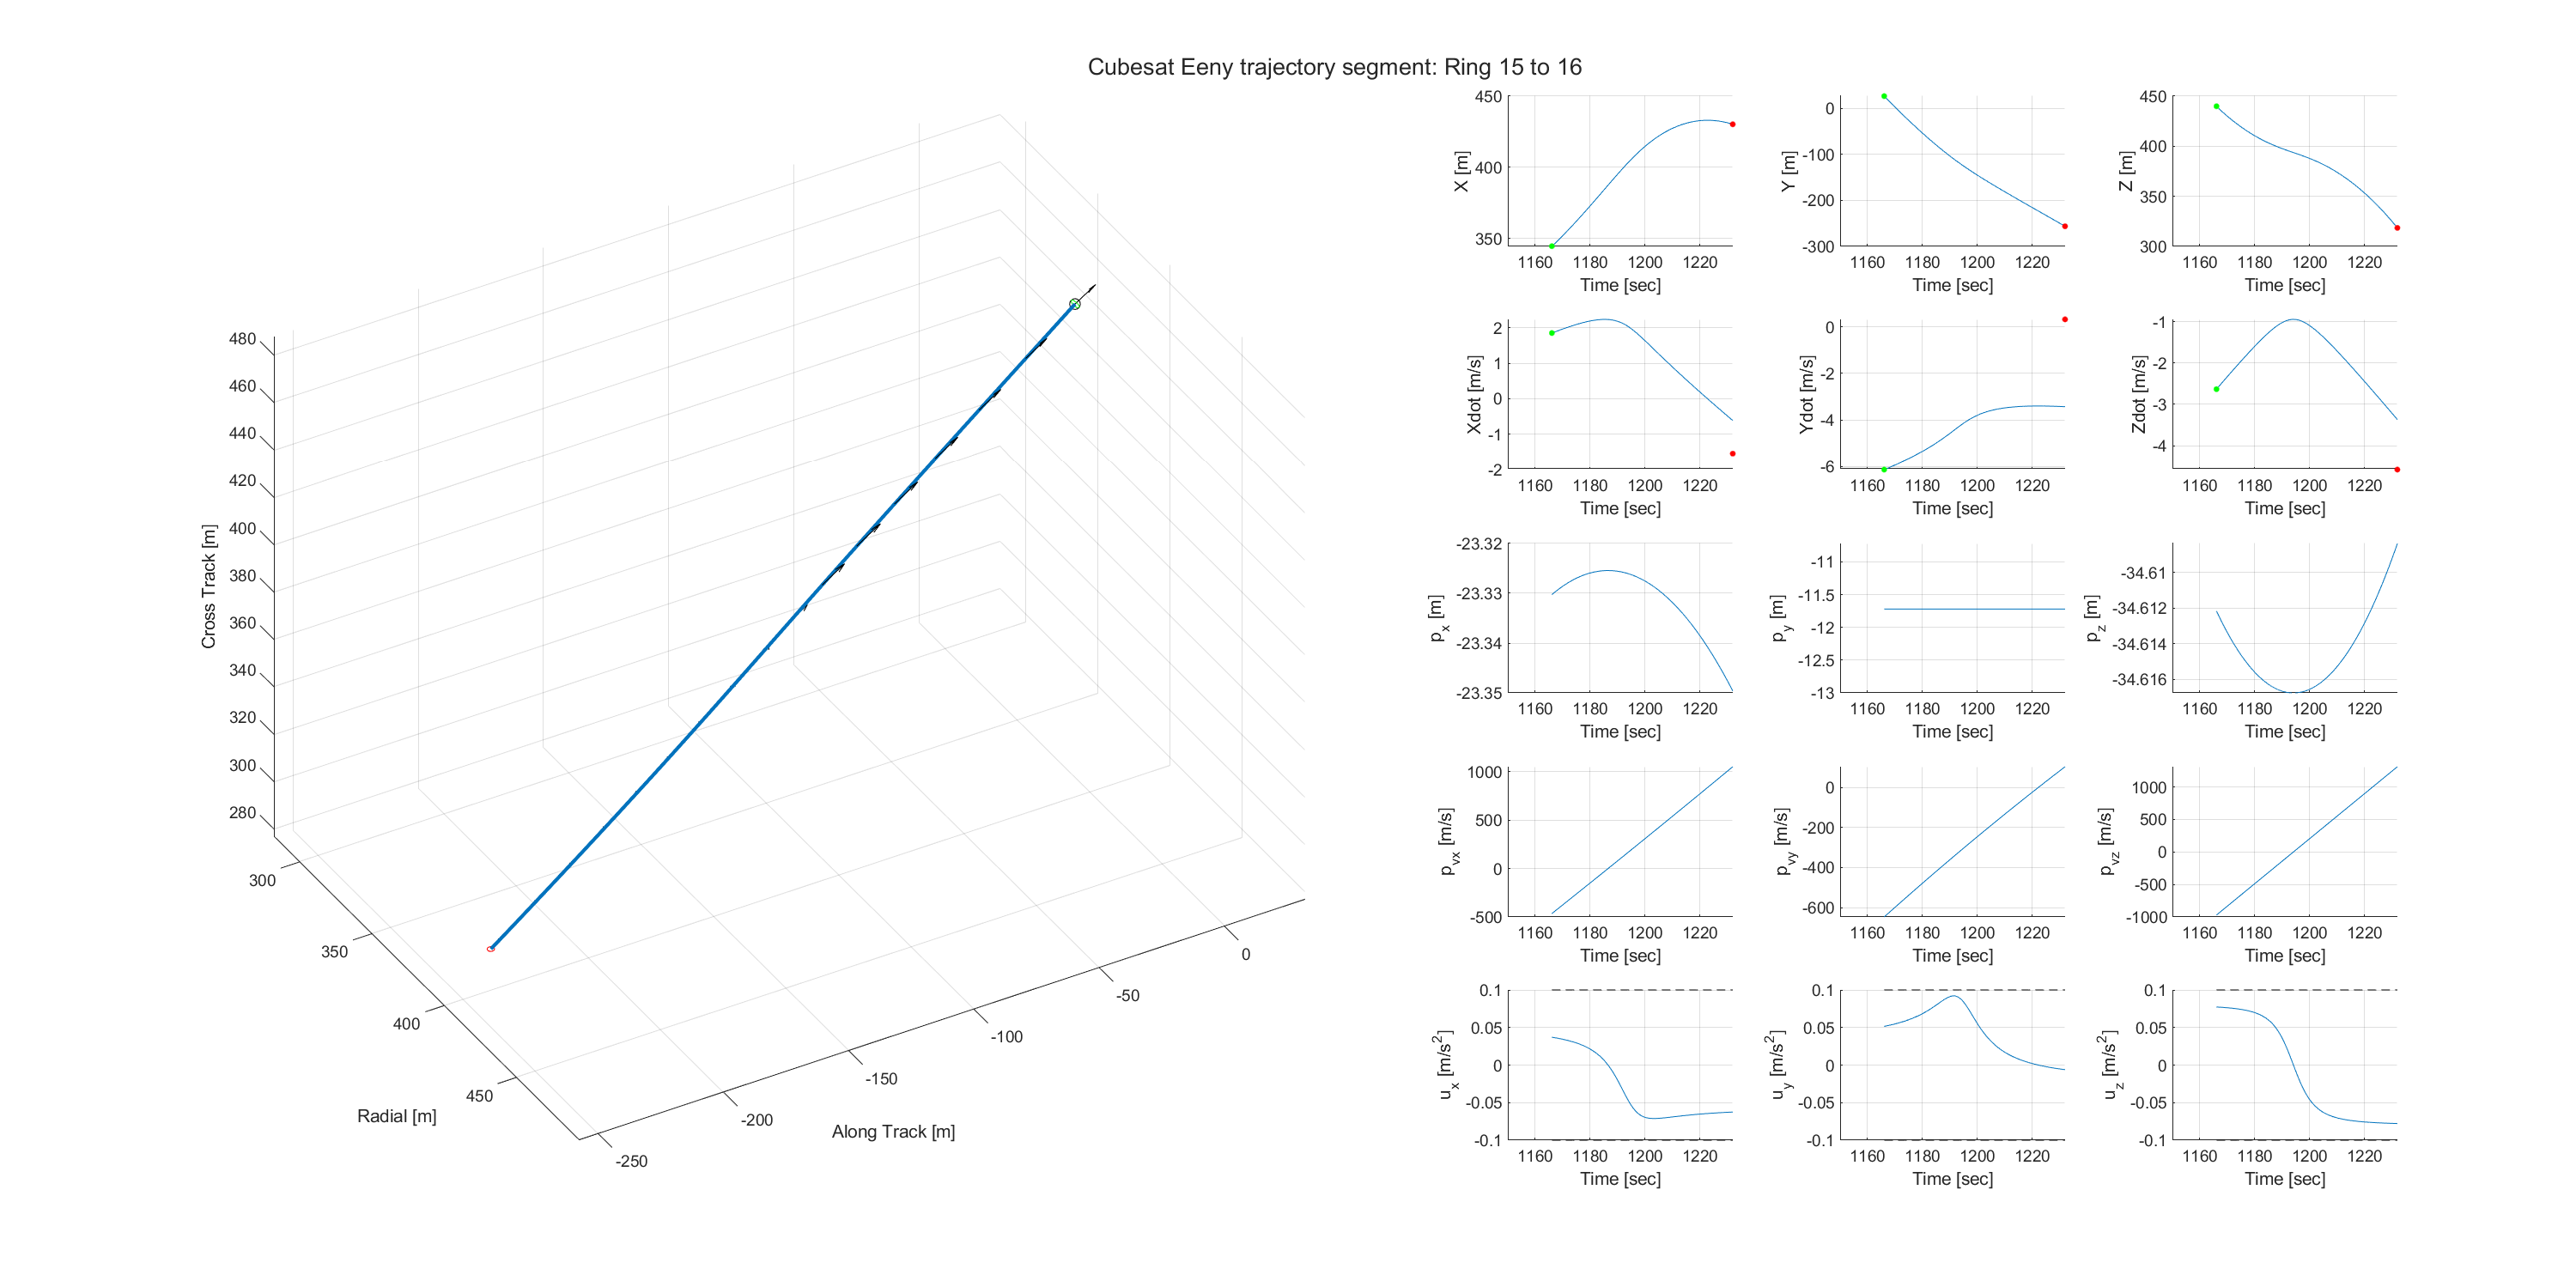 Cubesat Eeny trajectory segment: Ring 15 to 16
480
460
440
420
400
380
360
340
320
300
280
Cross Track [m]
300
350
400
450
Radial [m]
-250
-200
-150
-100
-50
0
Along Track [m]
450
400
350
X [m]
1160 1180 1200 1220
Time [sec]
0
-100
-200
-300
Y [m]
1160 1180 1200 1220
Time [sec]
450
400
350
300
Z [m]
1160 1180 1200 1220
Time [sec]
2
1
0
-1
-2
Xdot [m/s]
1160 1180 1200 1220
Time [sec]
0
-2
-4
-6
Ydot [m/s]
1160 1180 1200 1220
Time [sec]
-1
-2
-3
-4
Zdot [m/s]
1160 1180 1200 1220
Time [sec]
-23.32
-23.33
-23.34
-23.35
p_x [m]
1160 1180 1200 1220
Time [sec]
-11
-11.5
-12
-12.5
-13
p_y [m]
1160 1180 1200 1220
Time [sec]
-34.61
-34.612
-34.614
-34.616
p_z [m]
1160 1180 1200 1220
Time [sec]
1000
500
0
-500
p_vx [m/s]
1160 1180 1200 1220
Time [sec]
0
-200
-400
-600
p_vy [m/s]
1160 1180 1200 1220
Time [sec]
1000
500
0
-500
-1000
p_vz [m/s]
1160 1180 1200 1220
Time [sec]
0.1
0.05
0
-0.05
-0.1
u_x [m/s^2]
1160 1180 1200 1220
Time [sec]
0.1
0.05
0
-0.05
-0.1
u_y [m/s^2]
1160 1180 1200 1220
Time [sec]
0.1
0.05
0
-0.05
-0.1
u_z [m/s^2]
1160 1180 1200 1220
Time [sec]